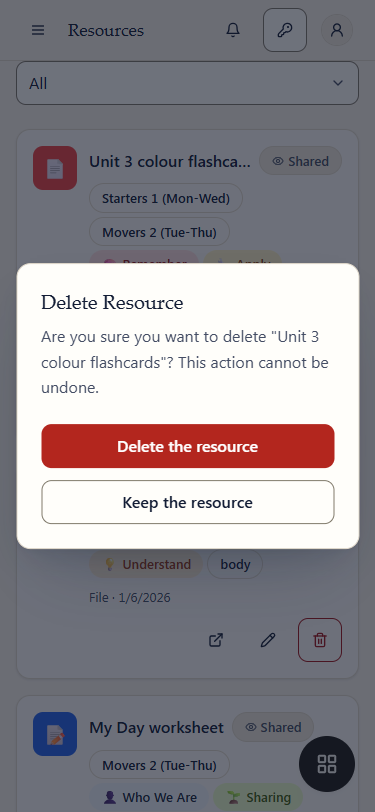 Resources
All
Unit 3 colour flashca...
Shared
Starters 1 (Mon-Wed)
Movers 2 (Tue-Thu)
Remember
Apply
Delete Resource
Are you sure you want to delete "Unit 3
colour flashcards"? This action cannot be
undone.
Delete the resource
Keep the resource
Understand
body
File · 1/6/2026
My Day worksheet
Shared
Movers 2 (Tue-Thu)
Who We Are
Sharing